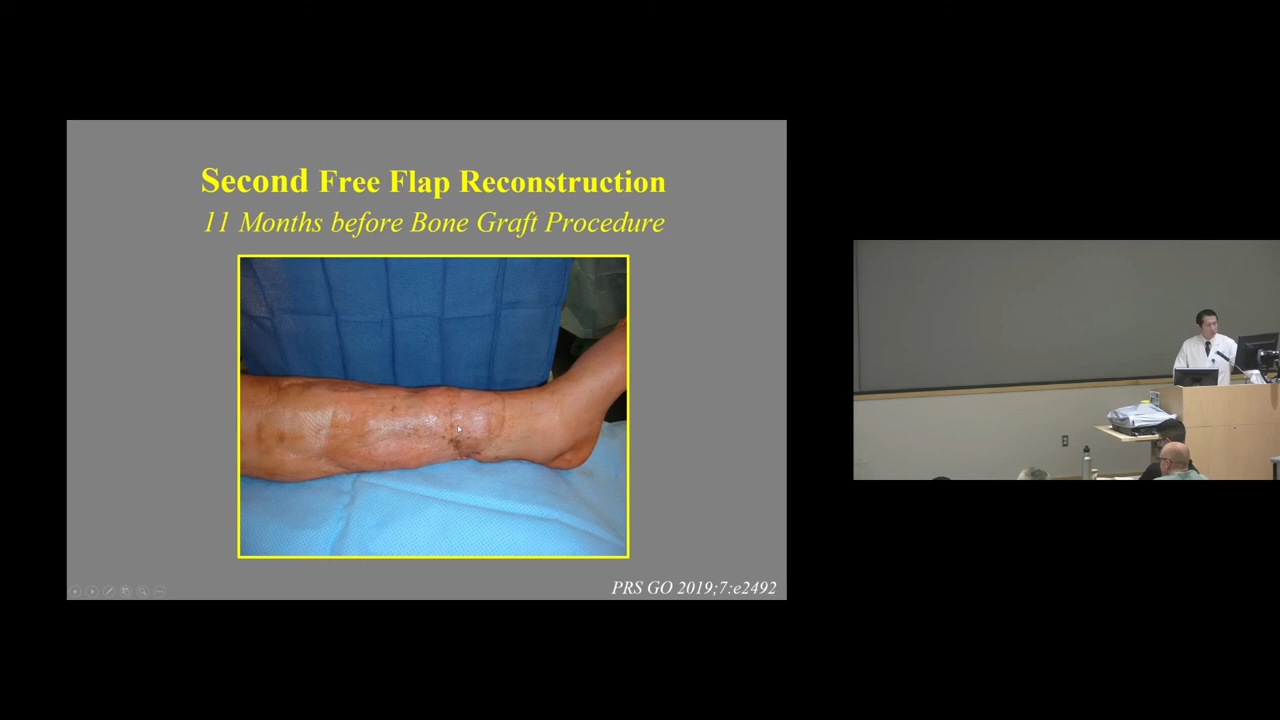 Second Free Flap Reconstruction
11 Months before Bone Graft Procedure
PRS GO 2019;7:e2492